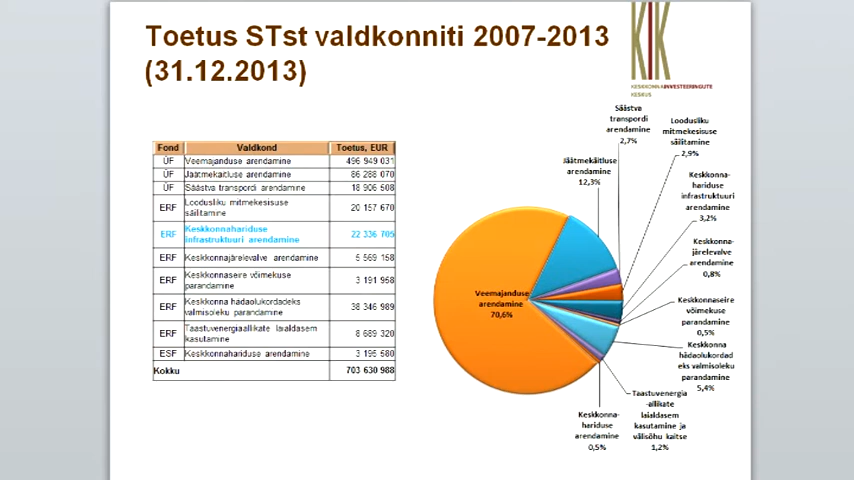 Toetus STst valdkonniti 2007-2013
(31.12.2013)
KIK
KESKKONNAINVESTEERINGUTE
KESKUS
Fond Valdkond Toetus, EUR
ÜF Veemajanduse arendamine 496 949 031
ÜF Jäätmekäitluse arendamine 86 288 070
ÜF Säästva transpordi arendamine 18 906 508
ERF Loodusliku mitmekesisuse
säilitamine 20 157 670
ERF Keskkonnahariduse
infrastruktuuri arendamine 22 336 705
ERF Keskkonnajärelevalve arendamine 5 569 158
ERF Keskkonnaseire võimekuse
parandamine 3 191 958
ERF Keskkonna hädaolukordadeks
valmisoleku parandamine 38 346 989
ERF Taastuvenergiaallikate laialdasem
kasutamine 8 689 320
ESF Keskkonnahariduse arendamine 3 195 580
Kokku 703 630 988
Säästva
transpordi
arendamine
2,7%
Loodusliku
mitmekesisuse
säilitamine
2,9%
Jäätmekäitluse
arendamine
12,3%
Keskkonna-
hariduse
infrastruktuuri
arendamine
3,2%
Keskkonna-
järelevalve
arendamine
0,8%
Veemajanduse
arendamine
70,6%
Keskkonnaseire
võimekuse
parandamine
0,5%
Keskkonna
hädaolukordad
eks valmisoleku
parandamine
5,4%
Taastuvenergia
-allikate
laialdasem
kasutamine ja
välisõhu kaitse
1,2%
Keskkonna-
hariduse
arendamine
0,5%